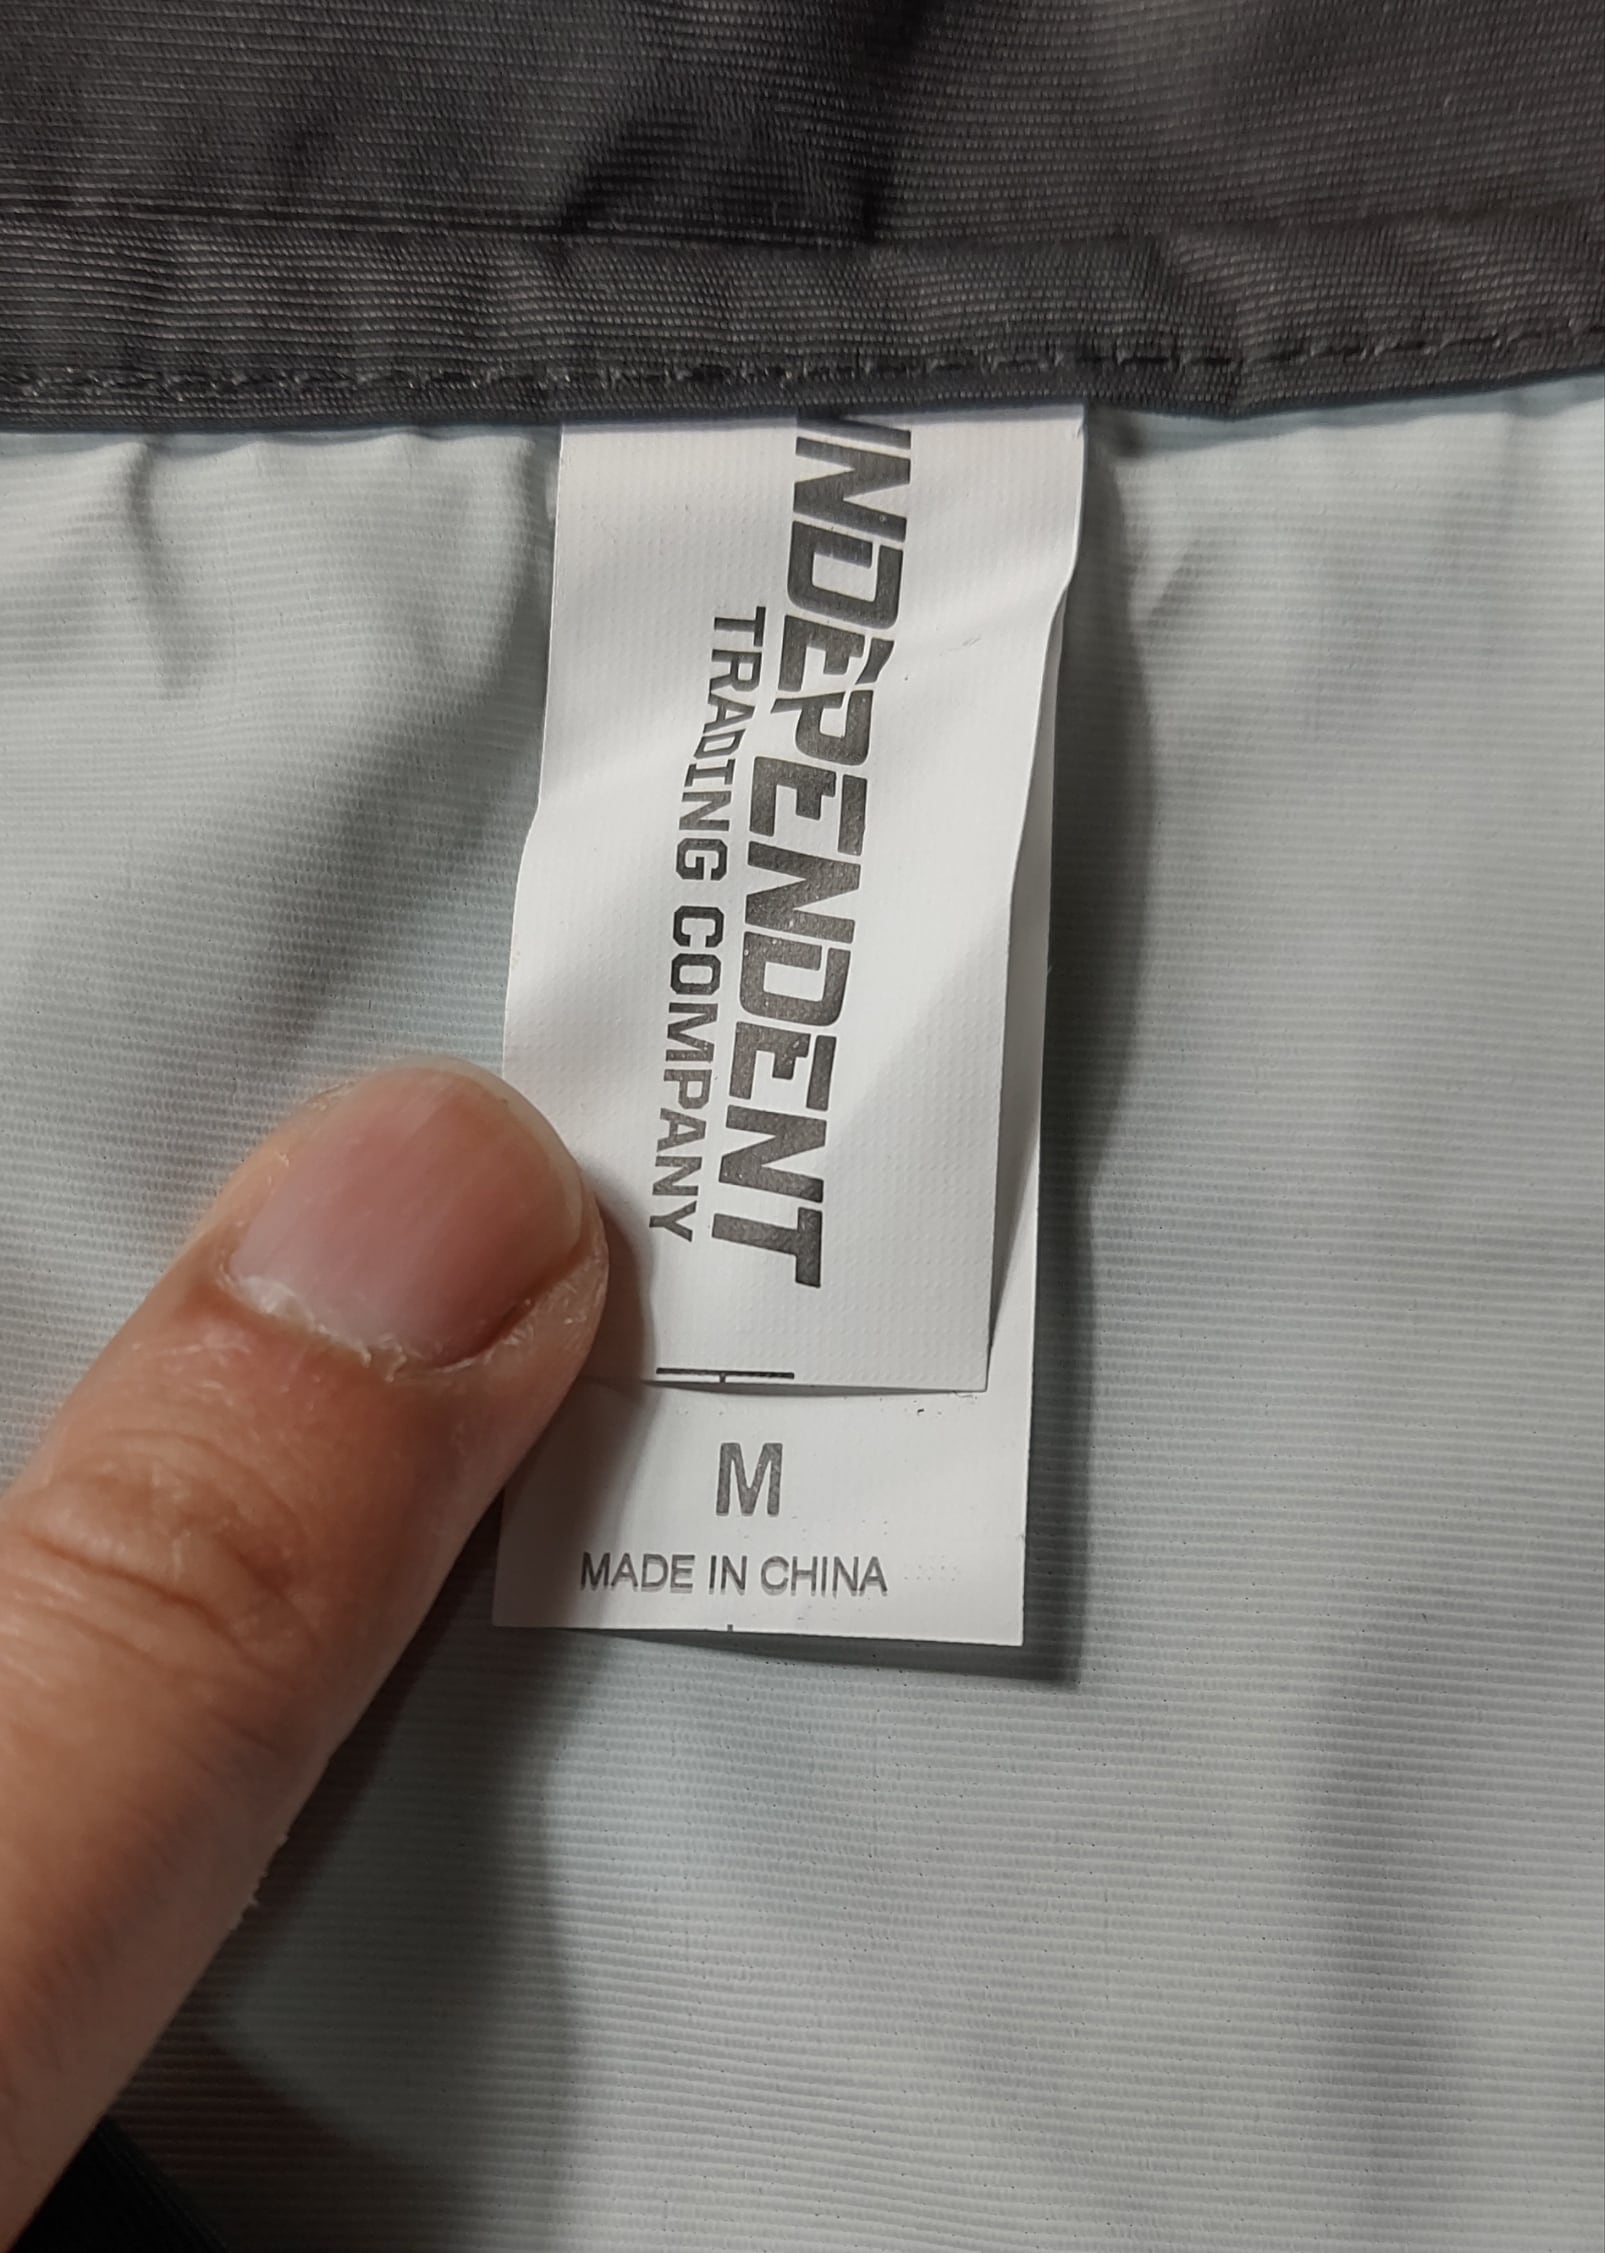 INDEPENDENT
TRADING COMPANY
M
MADE IN CHINA